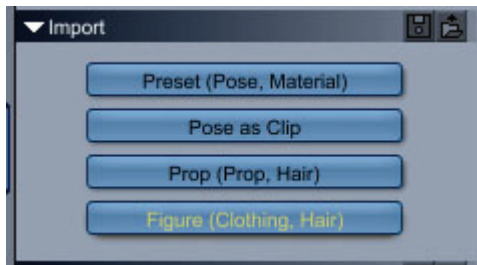 Import
Preset (Pose, Material)
Pose as Clip
Prop (Prop, Hair)
Figure (Clothing, Hair)